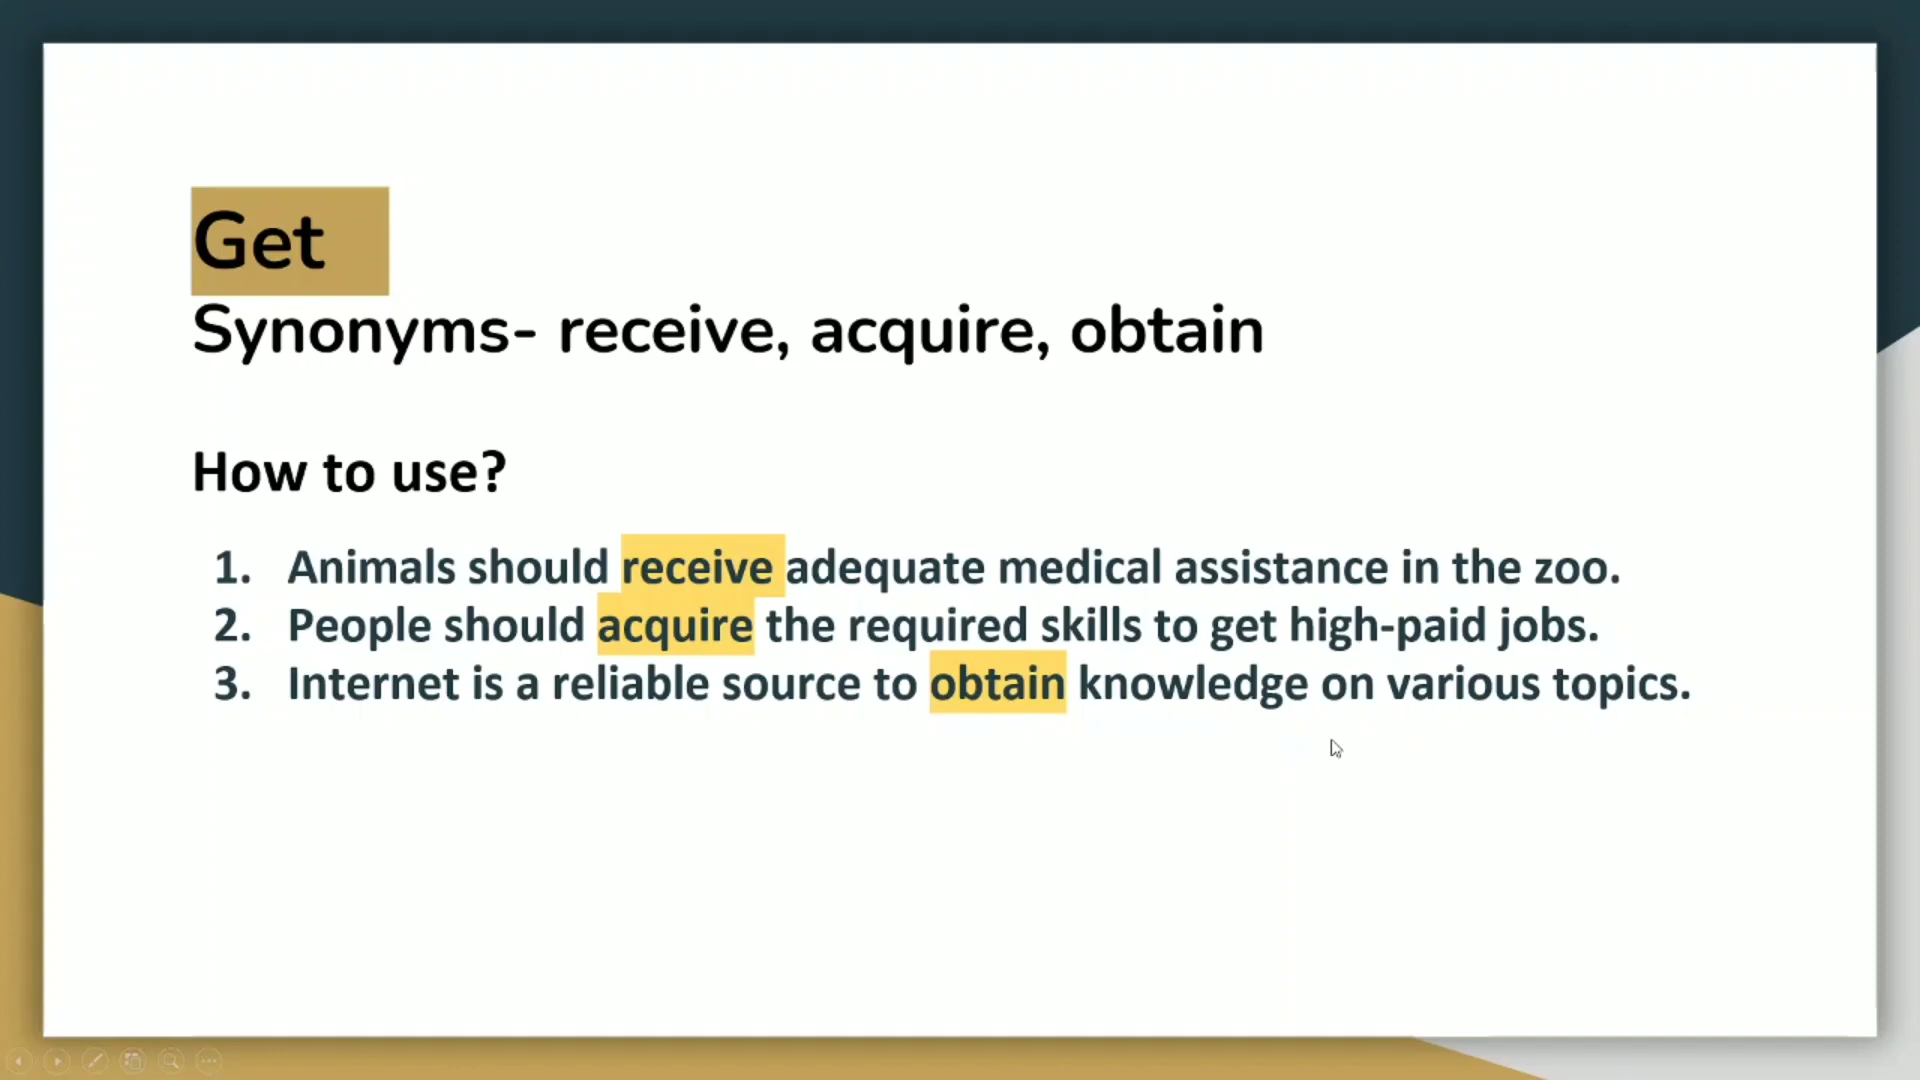 Get
Synonyms- receive, acquire, obtain
How to use?
1. Animals should receive adequate medical assistance in the zoo.
2. People should acquire the required skills to get high-paid jobs.
3. Internet is a reliable source to obtain knowledge on various topics.